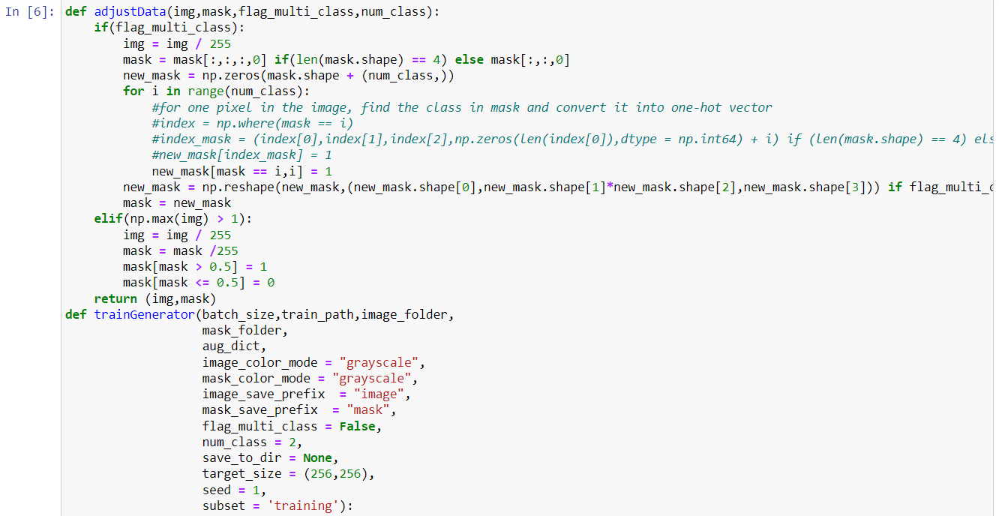 In [6]: def adjustData(img,mask,flag_multi_class,num_class):
    if(flag_multi_class):
        img = img / 255
        mask = mask[:,:,:,0] if(len(mask.shape) == 4) else mask[:,:,0]
        new_mask = np.zeros(mask.shape + (num_class,))
        for i in range(num_class):
            #for one pixel in the image, find the class in mask and convert it into one-hot vector
            #index = np.where(mask == i)
            #index_mask = (index[0],index[1],index[2],np.zeros(len(index[0]),dtype = np.int64) + i) if (len(mask.shape) == 4) els
            #new_mask[index_mask] = 1
            new_mask[mask == i,i] = 1
        new_mask = np.reshape(new_mask,(new_mask.shape[0],new_mask.shape[1]*new_mask.shape[2],new_mask.shape[3])) if flag_multi_c
        mask = new_mask
    elif(np.max(img) > 1):
        img = img / 255
        mask = mask /255
        mask[mask > 0.5] = 1
        mask[mask <= 0.5] = 0
    return (img,mask)
def trainGenerator(batch_size,train_path,image_folder,
                   mask_folder,
                   aug_dict,
                   image_color_mode = "grayscale",
                   mask_color_mode = "grayscale",
                   image_save_prefix  = "image",
                   mask_save_prefix  = "mask",
                   flag_multi_class = False,
                   num_class = 2,
                   save_to_dir = None,
                   target_size = (256,256),
                   seed = 1,
                   subset = 'training'):